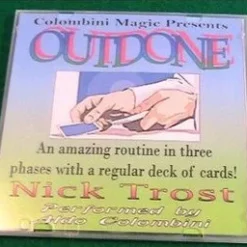 Colombini Magic Presents
OUTDONE
An amazing routine in three
phases with a regular deck of cards!
Nick Trost
Performed by
Aldo Colombini